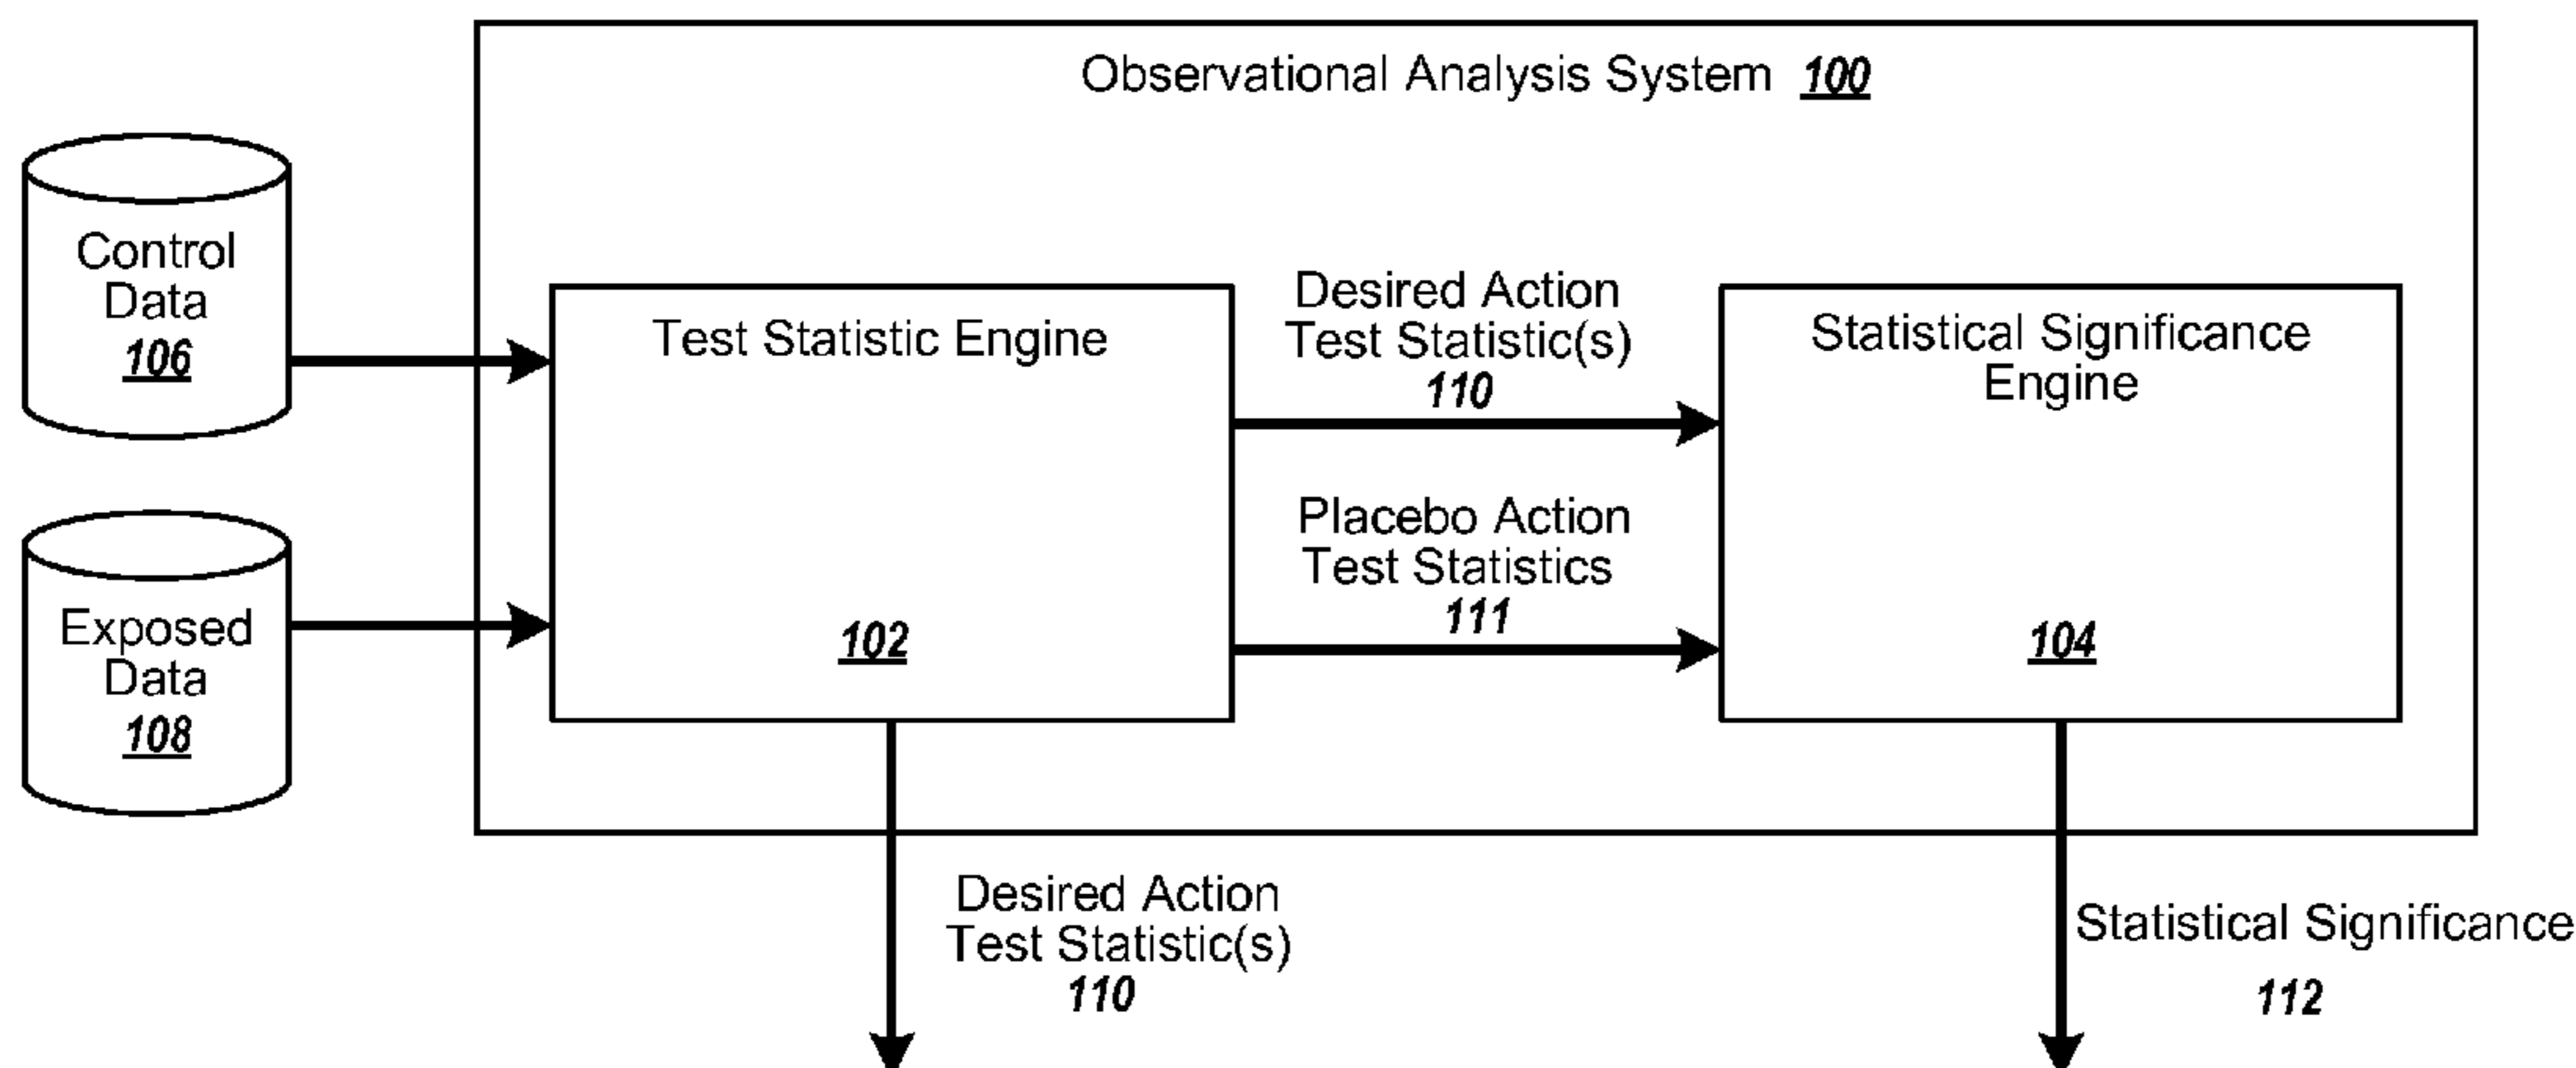 Observational Analysis System 100
Control
Data
106
Exposed
Data
108
Test Statistic Engine
102
Desired Action
Test Statistic(s)
110
Placebo Action
Test Statistics
111
Statistical Significance
Engine
104
Desired Action
Test Statistic(s)
110
Statistical Significance
112